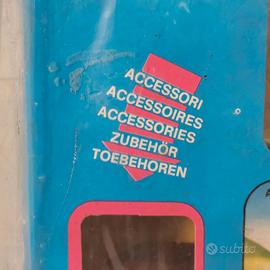 ACCESSORI
ACCESSOIRES
ACCESSORIES
ZUBEHÖR
TOEBEHOREN
subito